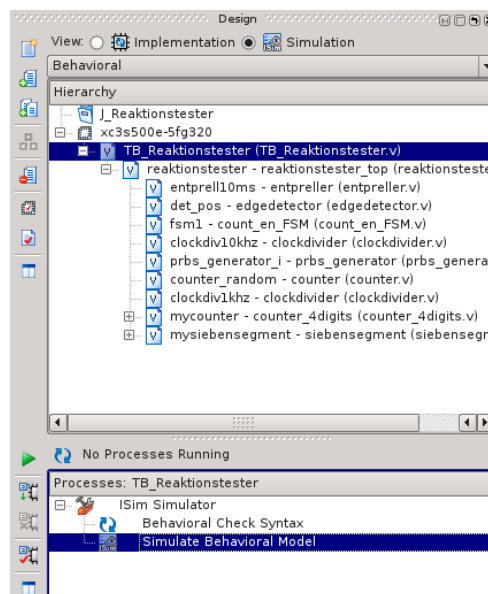 Design
View: Implementation Simulation
Behavioral
Hierarchy
J_Reaktionstester
xc3s500e-5fg320
TB_Reaktionstester (TB_Reaktionstester.v)
reaktionstester - reaktionstester_top (reaktionsteste
entprell10ms - entpreller (entpreller.v)
det_pos - edgedetector (edgedetector.v)
fsm1 - count_en_FSM (count_en_FSM.v)
clockdiv10khz - clockdivider (clockdivider.v)
prbs_generator_i - prbs_generator (prbs_genera
counter_random - counter (counter.v)
clockdiv1khz - clockdivider (clockdivider.v)
mycounter - counter_4digits (counter_4digits.v)
mysiebensegment - siebensegment (siebensegr
No Processes Running
Processes: TB_Reaktionstester
ISim Simulator
Behavioral Check Syntax
Simulate Behavioral Model